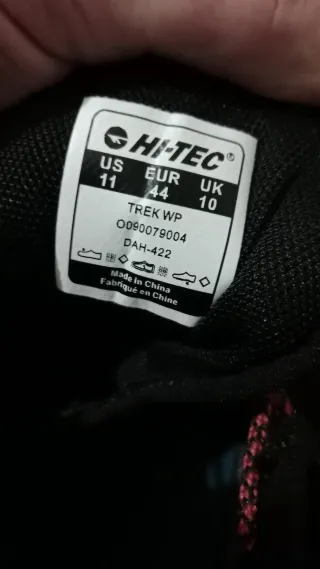 HI-TEC®
US EUR UK
11 44 10
TREK WP
O090079004
DAH-422
Made in China
Fabriqué en Chine